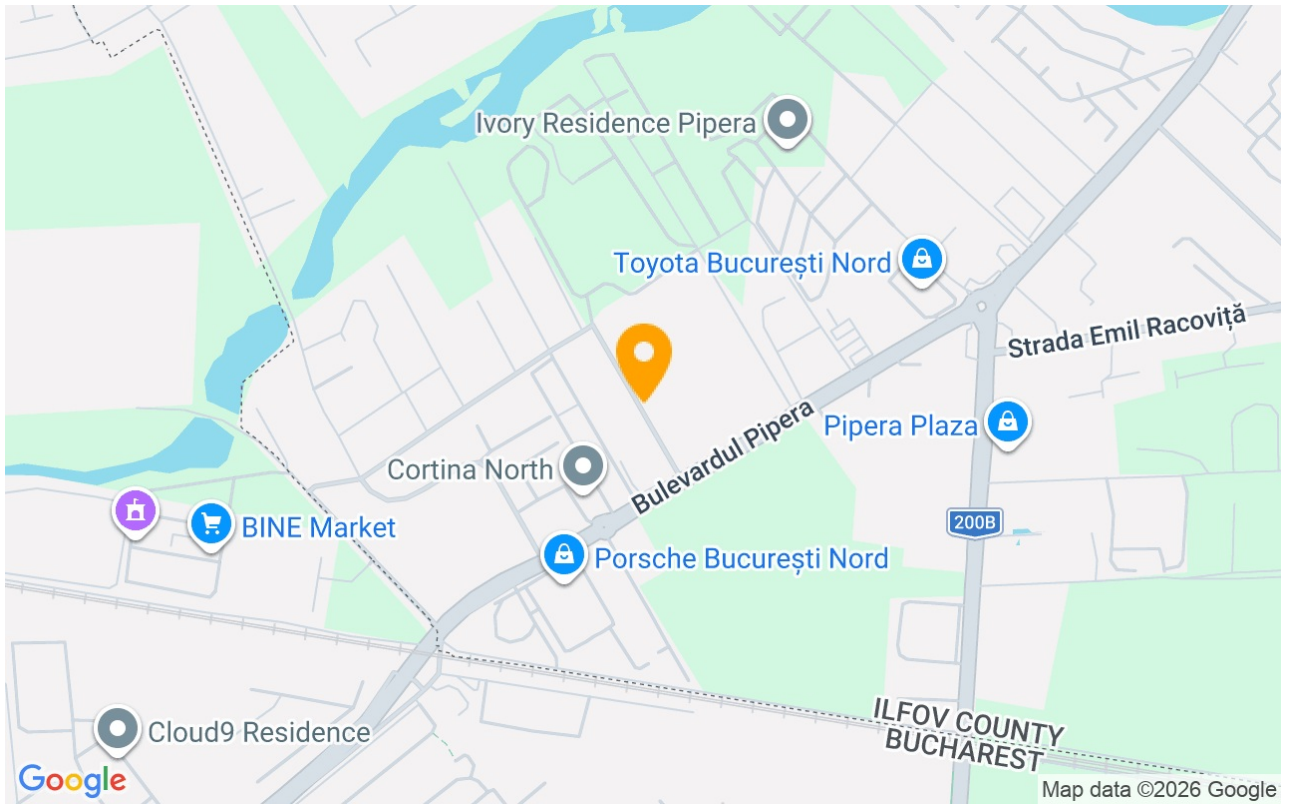 Ivory Residence Pipera
Toyota București Nord
Strada Emil Racoviță
Bulevardul Pipera
Pipera Plaza
Cortina North
200B
BINE Market
Porsche București Nord
ILFOV COUNTY
BUCHAREST
Cloud9 Residence
Google
Map data ©2026 Google